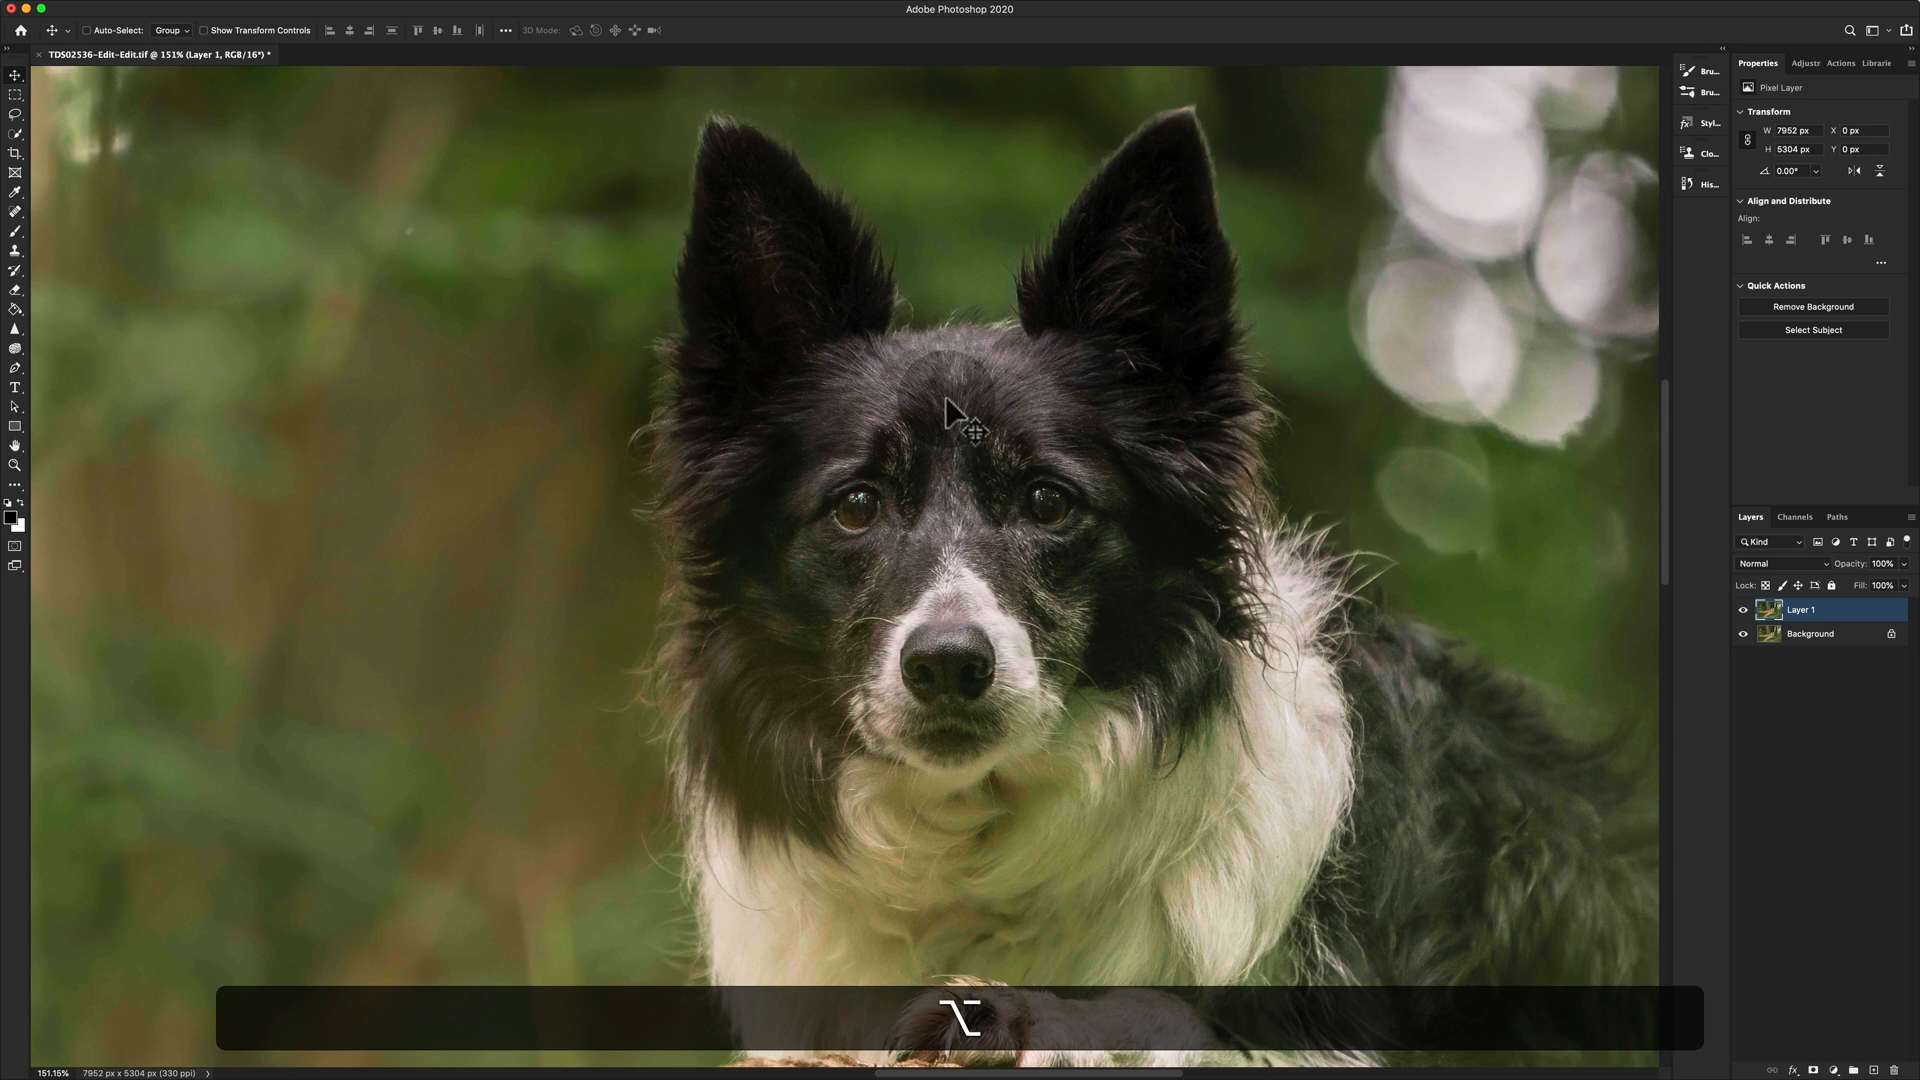 Adobe Photoshop 2020
Auto-Select: Group Show Transform Controls 3D Mode:
× TDS02536-Edit-Edit.tif @ 151% (Layer 1, RGB/16*) *
Bru...
Bru...
Styl...
Clo...
His...
Properties Adjustr Actions Librarie
Pixel Layer
Transform
W 7952 px X 0 px
H 5304 px Y 0 px
0.00°
Align and Distribute
Align:
Quick Actions
Remove Background
Select Subject
Layers Channels Paths
Kind
Normal Opacity: 100%
Lock: Fill: 100%
Layer 1
Background
⌥
151.15% 7952 px x 5304 px (330 ppi)